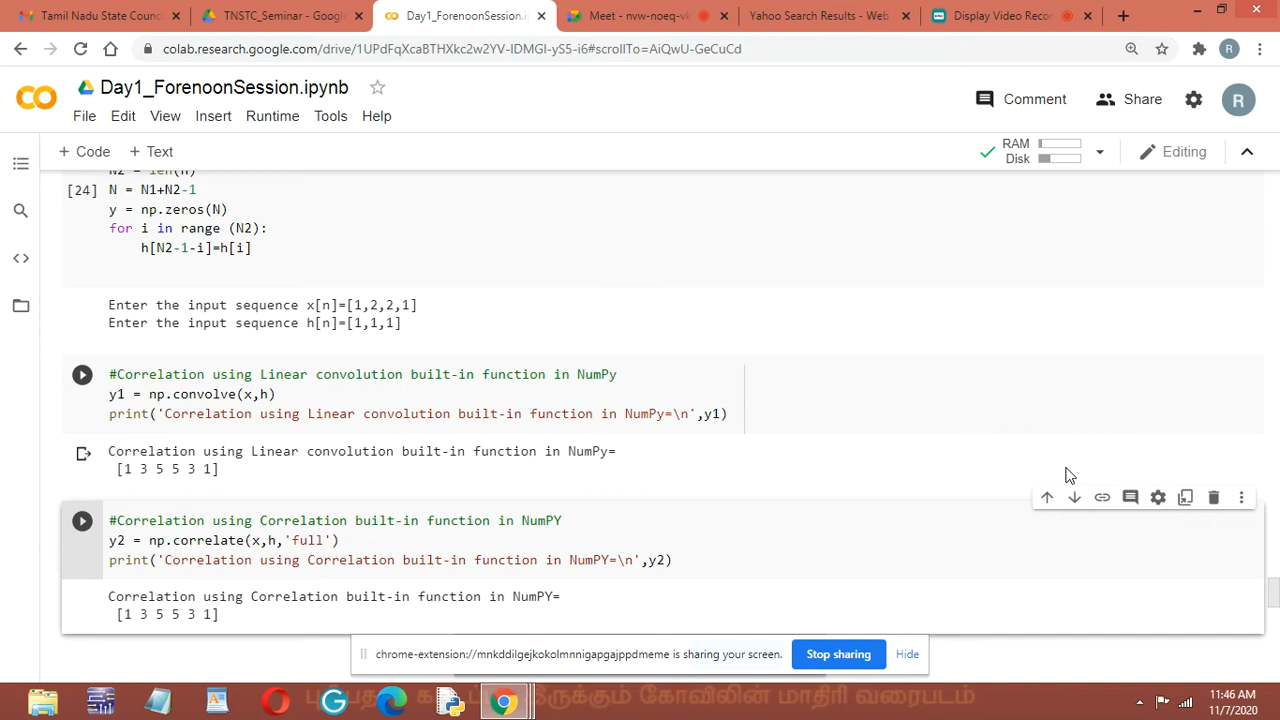 Tamil Nadu State Counc
TNSTC_Seminar - Google
Day1_ForenoonSession.i
Meet - nvw-noeq-vk
Yahoo Search Results - Web
Display Video Recor
colab.research.google.com/drive/1UPdFqXcaBTHXkc2w2YV-IDMGI-yS5-i6#scrollTo=AiQwU-GeCuCd
R
CO
Day1_ForenoonSession.ipynb
Comment
Share
R
File Edit View Insert Runtime Tools Help
+ Code + Text
RAM
Disk
Editing
N2 = len(h)
[24] N = N1+N2-1
y = np.zeros(N)
for i in range (N2):
h[N2-1-i]=h[i]
Enter the input sequence x[n]=[1,2,2,1]
Enter the input sequence h[n]=[1,1,1]
#Correlation using Linear convolution built-in function in NumPy
y1 = np.convolve(x,h)
print('Correlation using Linear convolution built-in function in NumPy=\n',y1)
Correlation using Linear convolution built-in function in NumPy=
[1 3 5 5 3 1]
#Correlation using Correlation built-in function in NumPY
y2 = np.correlate(x,h,'full')
print('Correlation using Correlation built-in function in NumPY=\n',y2)
Correlation using Correlation built-in function in NumPY=
[1 3 5 5 3 1]
chrome-extension://mnkddilgejkokolmnnigapgajppdmeme is sharing your screen.
Stop sharing
Hide
கோவிலின் மாதிரி வரைபடம்
11:46 AM
11/7/2020